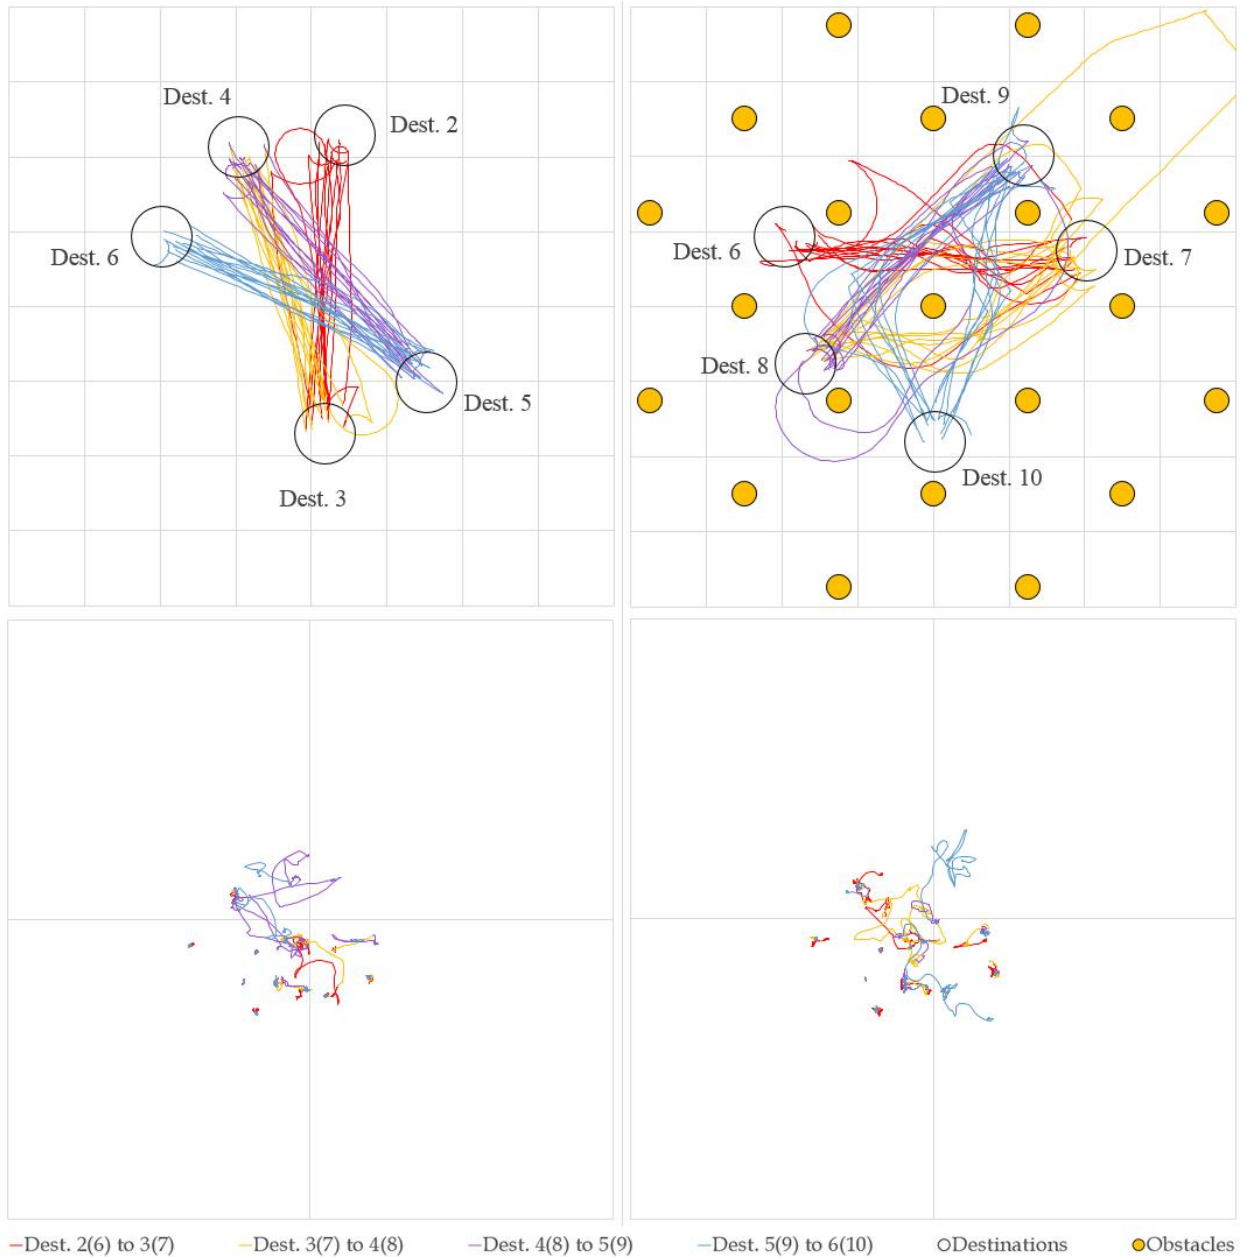 Dest. 4
Dest. 2
Dest. 6
Dest. 5
Dest. 3
Dest. 9
Dest. 6
Dest. 7
Dest. 8
Dest. 10
Dest. 2(6) to 3(7) Dest. 3(7) to 4(8) Dest. 4(8) to 5(9) Dest. 5(9) to 6(10) Destinations Obstacles